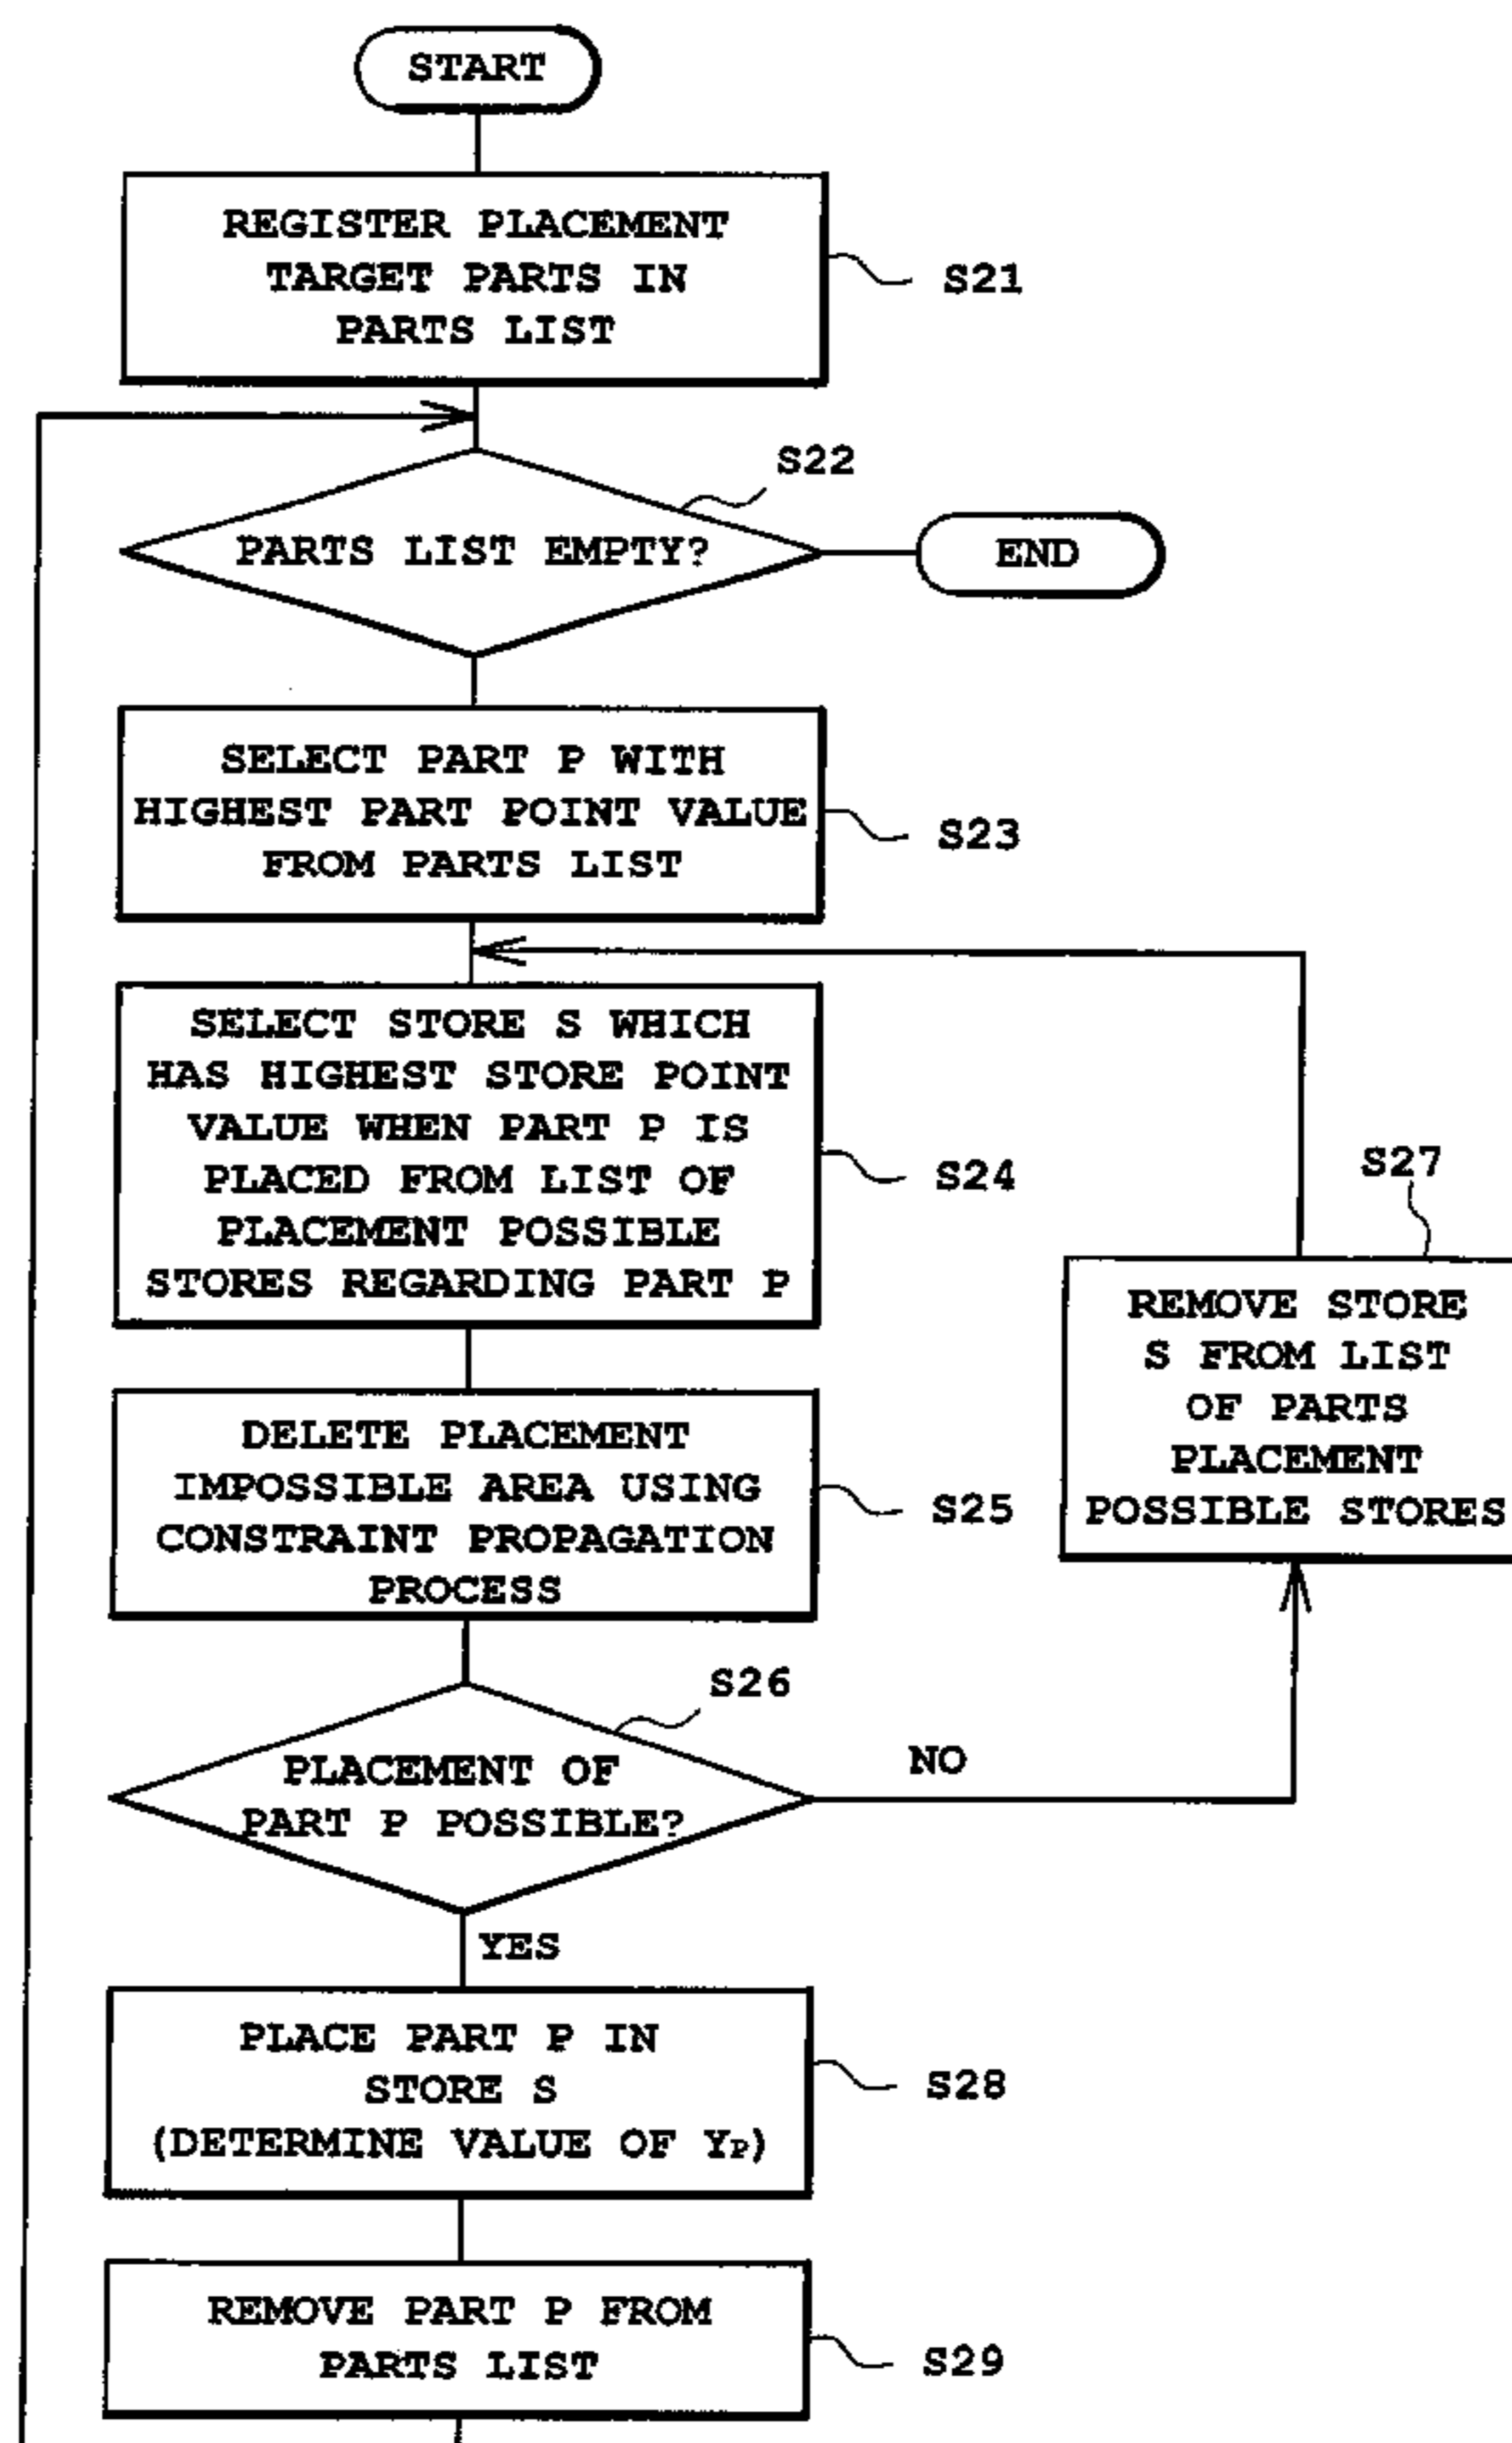 START
REGISTER PLACEMENT
TARGET PARTS IN
PARTS LIST
S21
S22
PARTS LIST EMPTY?
END
SELECT PART P WITH
HIGHEST PART POINT VALUE
FROM PARTS LIST
S23
SELECT STORE S WHICH
HAS HIGHEST STORE POINT
VALUE WHEN PART P IS
PLACED FROM LIST OF
PLACEMENT POSSIBLE
STORES REGARDING PART P
S24
S27
REMOVE STORE
S FROM LIST
OF PARTS
PLACEMENT
POSSIBLE STORES
DELETE PLACEMENT
IMPOSSIBLE AREA USING
CONSTRAINT PROPAGATION
PROCESS
S25
S26
PLACEMENT OF
PART P POSSIBLE?
NO
YES
PLACE PART P IN
STORE S
(DETERMINE VALUE OF YP)
S28
REMOVE PART P FROM
PARTS LIST
S29